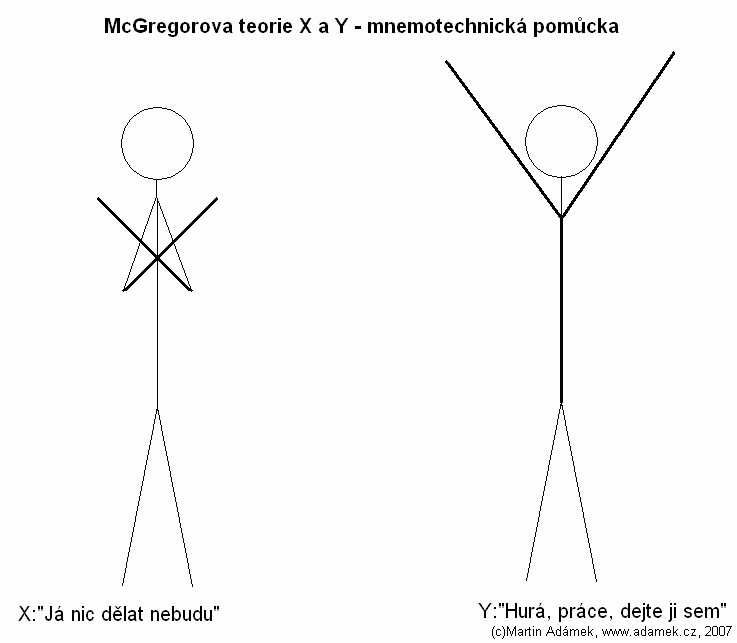 McGregorova teorie X a Y - mnemotechnická pomůcka
X:"Já nic dělat nebudu"
Y:"Hurá, práce, dejte ji sem"
(c)Martin Adámek, www.adamek.cz, 2007